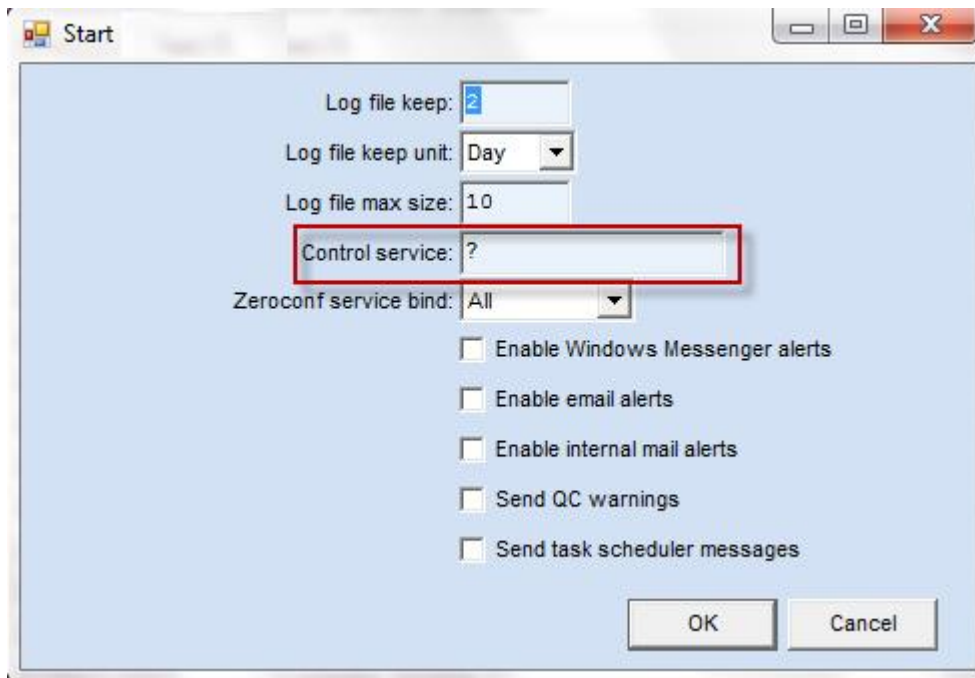 Start
Log file keep: 2
Log file keep unit: Day
Log file max size: 10
Control service: ?
Zeroconf service bind: All
Enable Windows Messenger alerts
Enable email alerts
Enable internal mail alerts
Send QC warnings
Send task scheduler messages
OK Cancel